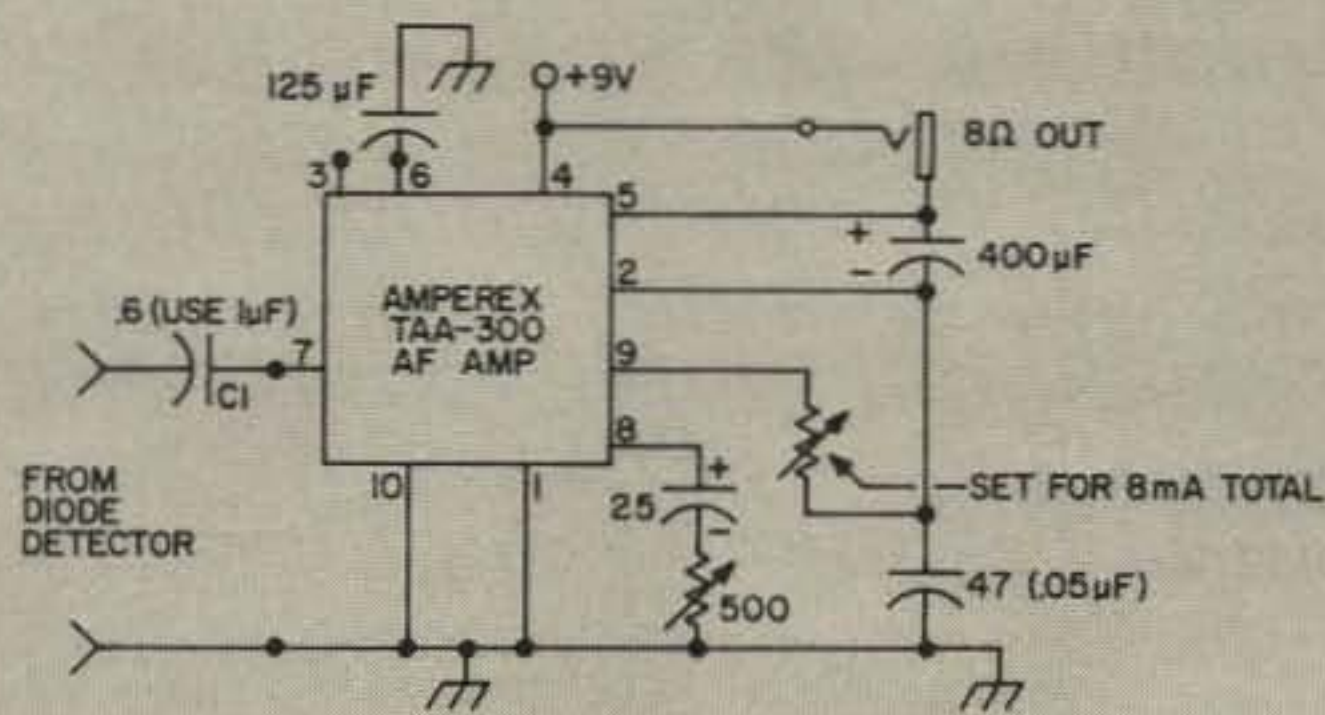 125 µF
+9V
8Ω OUT
3
6
4
5
+
400µF
-
2
AMPEREX
TAA-300
AF AMP
.6 (USE 1µF)
7
C1
9
8
+
SET FOR 8mA TOTAL
10
1
25
-
FROM
DIODE
DETECTOR
500
47 (.05µF)